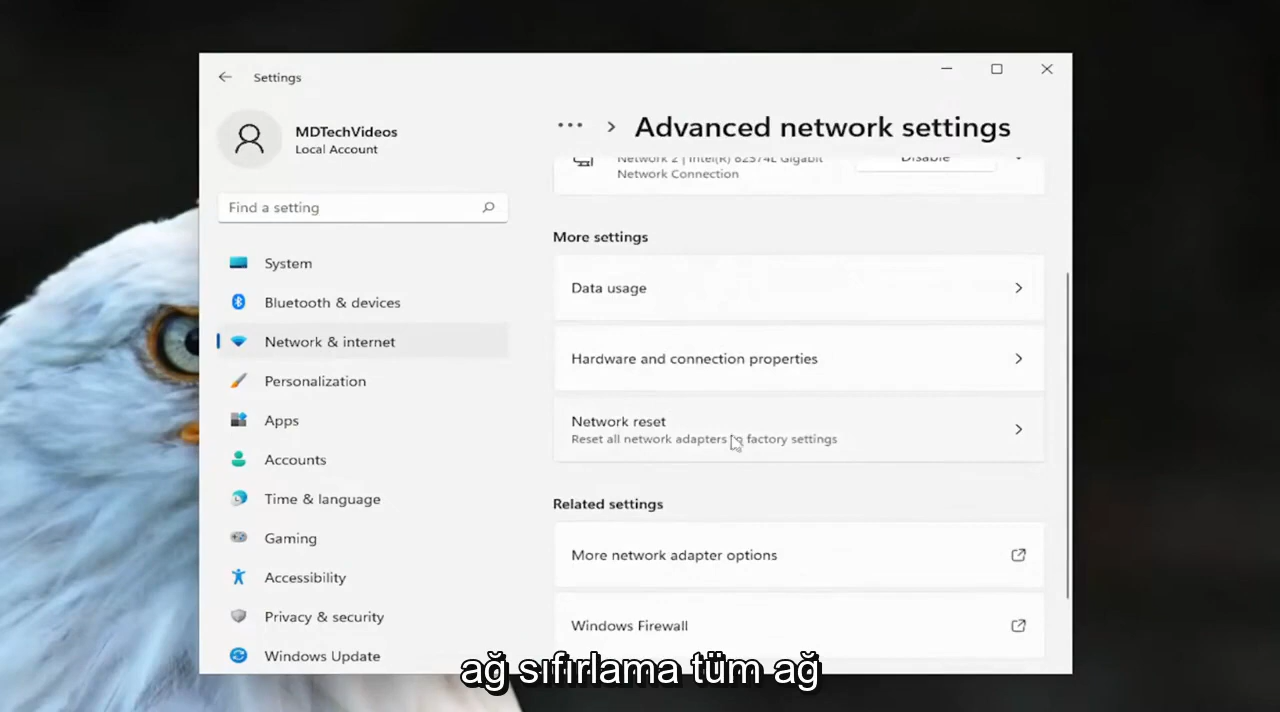 Settings
MDTechVideos
Local Account
Find a setting
System
Bluetooth & devices
Network & internet
Personalization
Apps
Accounts
Time & language
Gaming
Accessibility
Privacy & security
Windows Update
Advanced network settings
Network 2 | Intel(R) 82574L Gigabit
Network Connection
Disable
More settings
Data usage
Hardware and connection properties
Network reset
Reset all network adapters to factory settings
Related settings
More network adapter options
Windows Firewall
ağ sıfırlama tüm ağ